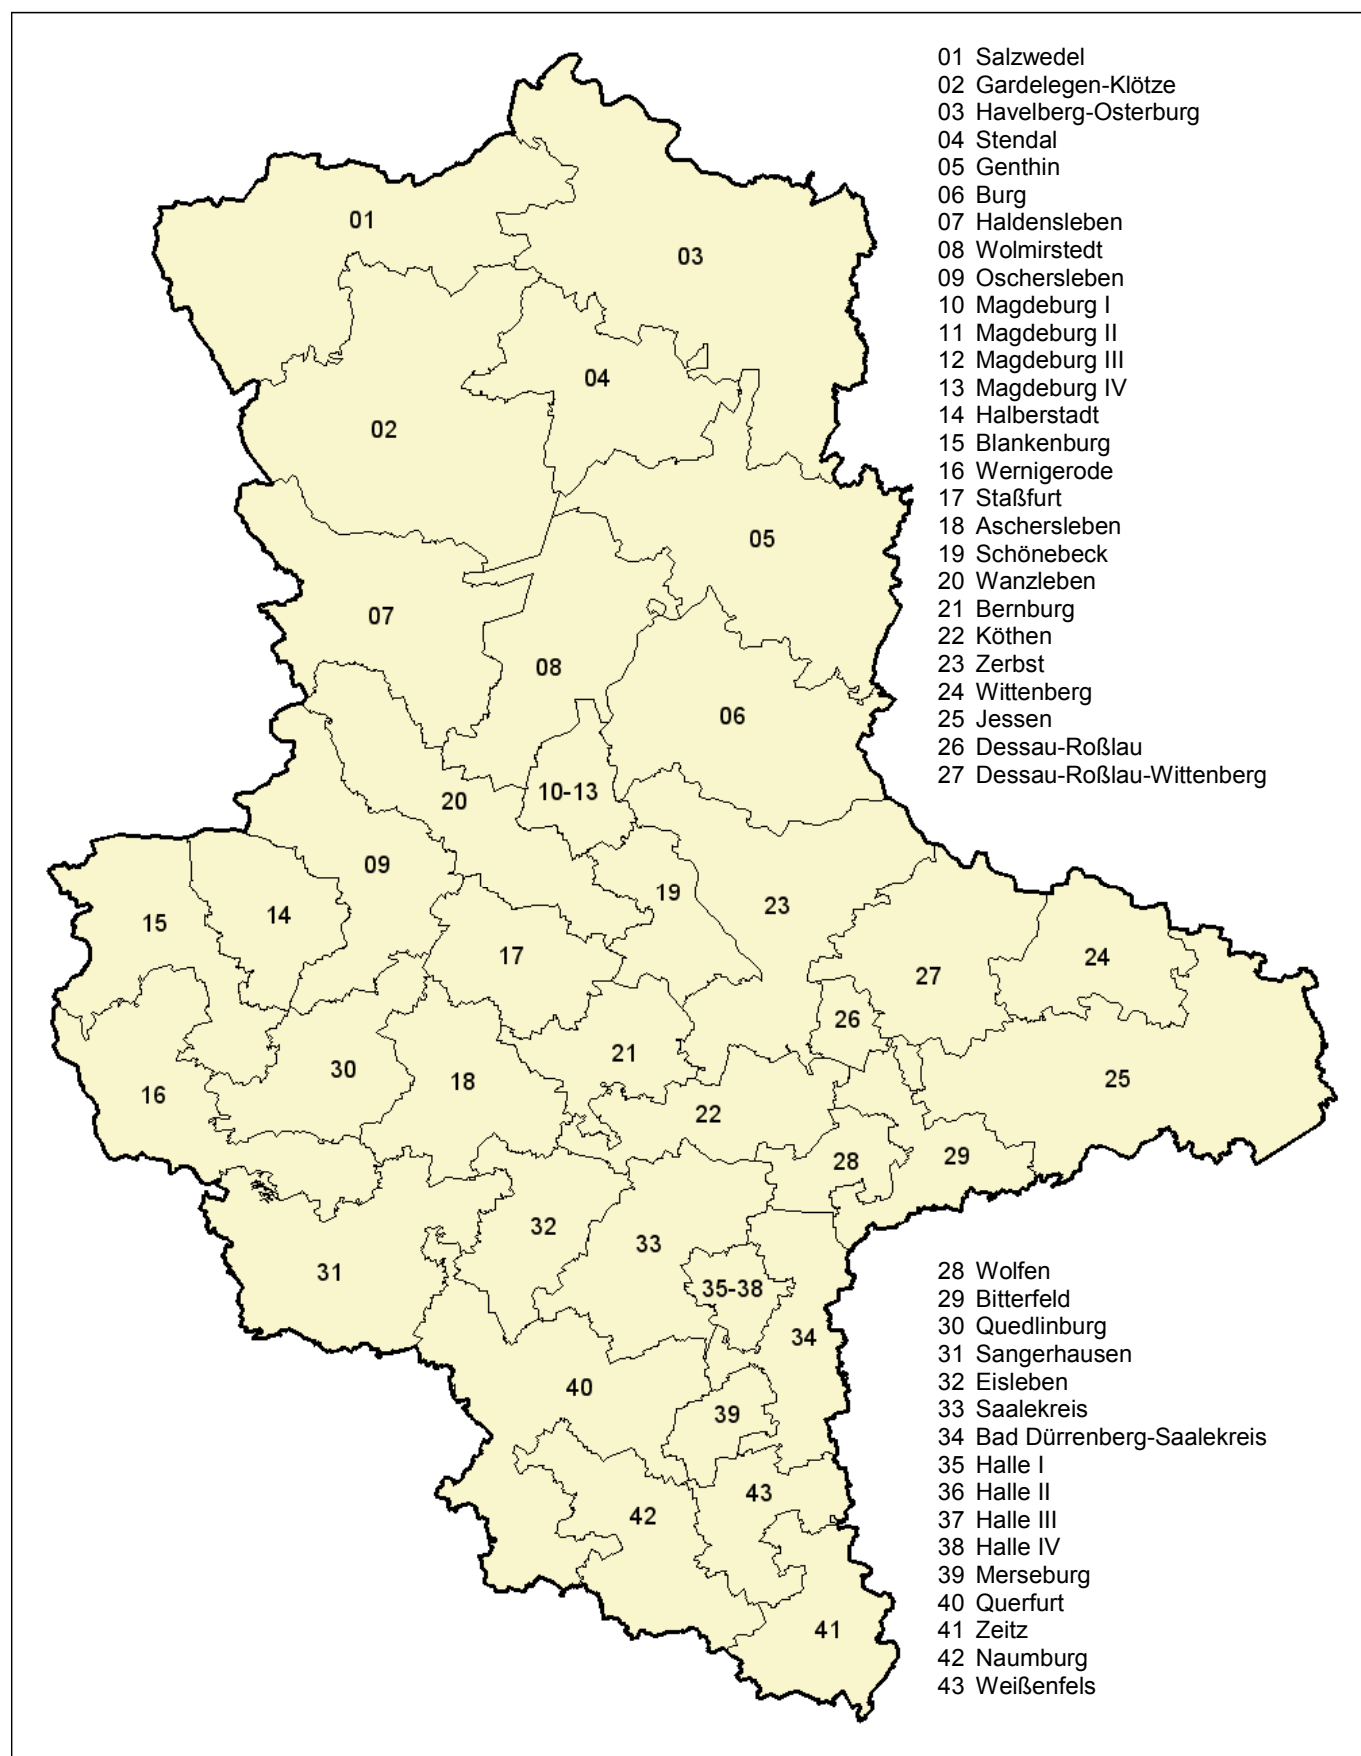 01 Salzwedel
02 Gardelegen-Klötze
03 Havelberg-Osterburg
04 Stendal
05 Genthin
06 Burg
07 Haldensleben
08 Wolmirstedt
09 Oschersleben
10 Magdeburg I
11 Magdeburg II
12 Magdeburg III
13 Magdeburg IV
14 Halberstadt
15 Blankenburg
16 Wernigerode
17 Staßfurt
18 Aschersleben
19 Schönebeck
20 Wanzleben
21 Bernburg
22 Köthen
23 Zerbst
24 Wittenberg
25 Jessen
26 Dessau-Roßlau
27 Dessau-Roßlau-Wittenberg
28 Wolfen
29 Bitterfeld
30 Quedlinburg
31 Sangerhausen
32 Eisleben
33 Saalekreis
34 Bad Dürrenberg-Saalekreis
35 Halle I
36 Halle II
37 Halle III
38 Halle IV
39 Merseburg
40 Querfurt
41 Zeitz
42 Naumburg
43 Weißenfels
01
03
04
02
05
07
08
06
10-13
20
09
19
14
23
15
17
24
27
26
21
30
25
18
16
22
29
28
32
33
31
35-38
34
40
39
43
42
41